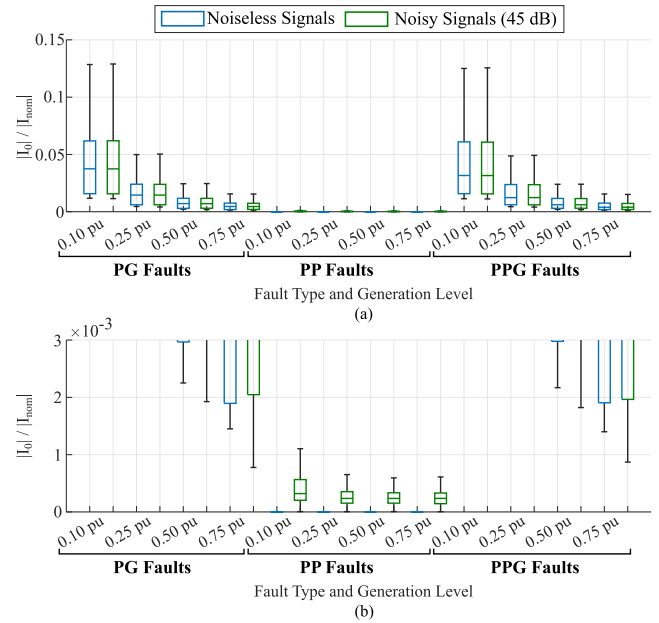 Noiseless Signals
Noisy Signals (45 dB)
|I0| / |Inom|
0.15
0.1
0.05
0
0.10 pu
0.25 pu
0.50 pu
0.75 pu
0.10 pu
0.25 pu
0.50 pu
0.75 pu
0.10 pu
0.25 pu
0.50 pu
0.75 pu
PG Faults
PP Faults
PPG Faults
Fault Type and Generation Level
(a)
×10-3
|I0| / |Inom|
3
2
1
0
0.10 pu
0.25 pu
0.50 pu
0.75 pu
0.10 pu
0.25 pu
0.50 pu
0.75 pu
0.10 pu
0.25 pu
0.50 pu
0.75 pu
PG Faults
PP Faults
PPG Faults
Fault Type and Generation Level
(b)